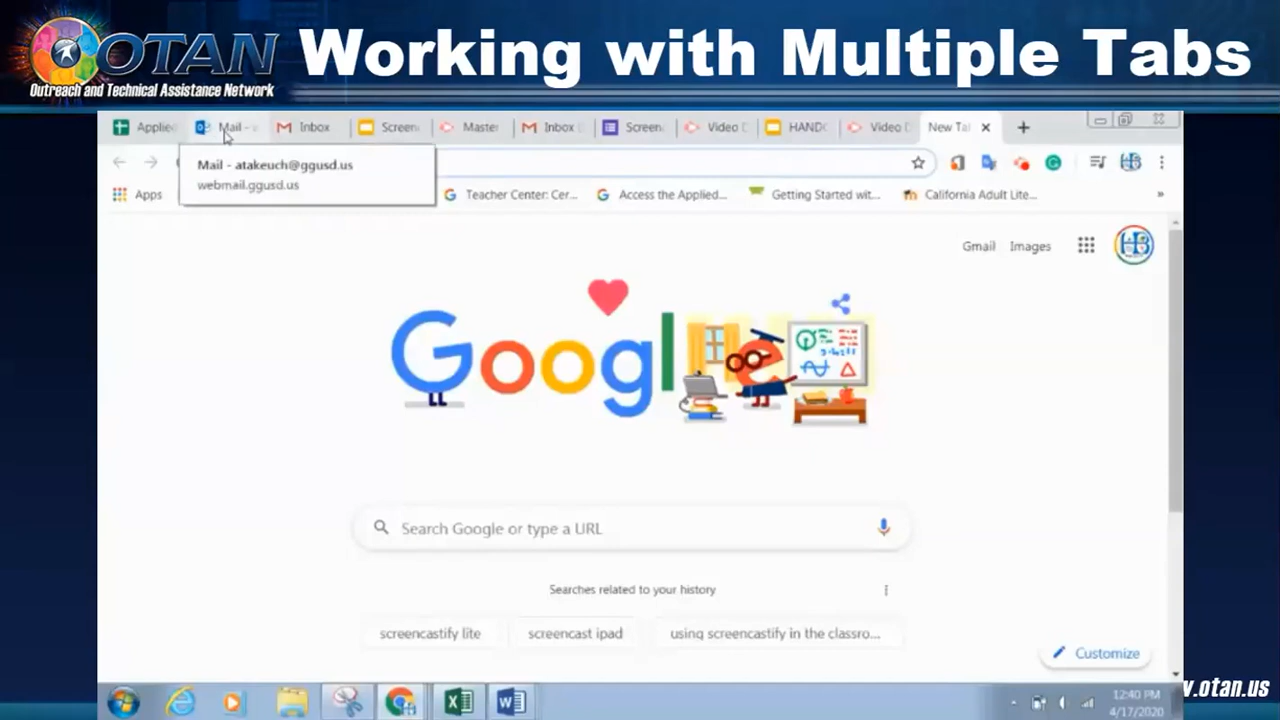 OTAN
Outreach and Technical Assistance Network
Working with Multiple Tabs
Applied Mail - Inbox Screen Master Inbox Screen Video D HANDO Video D New Tab
Mail - atakeuch@ggusd.us
webmail.ggusd.us
Apps Teacher Center: Cer... Access the Applied... Getting Started wit... California Adult Lite... »
Gmail Images
Google
Search Google or type a URL
Searches related to your history
screencastify lite screencast ipad using screencastify in the classro...
Customize
12:40 PM
4/17/2020
.otan.us